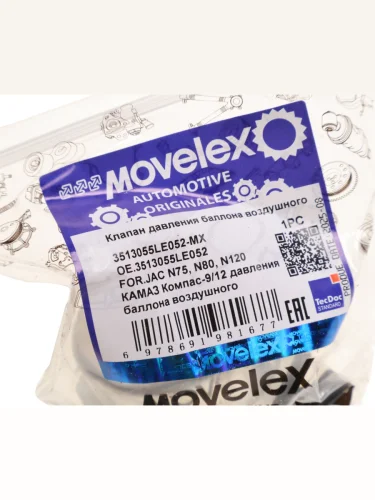 Movelex
AUTOMOTIVE
ORIGINALES
Клапан давления баллона воздушного
3513055LE052-MX
1PC
OE.3513055LE052
FOR.JAC N75, N80, N120
КАМАЗ Компас-9/12 давления
баллона воздушного
6 978691 981677
EAC
TecDoc
STANDARD
Movelex
Movelex